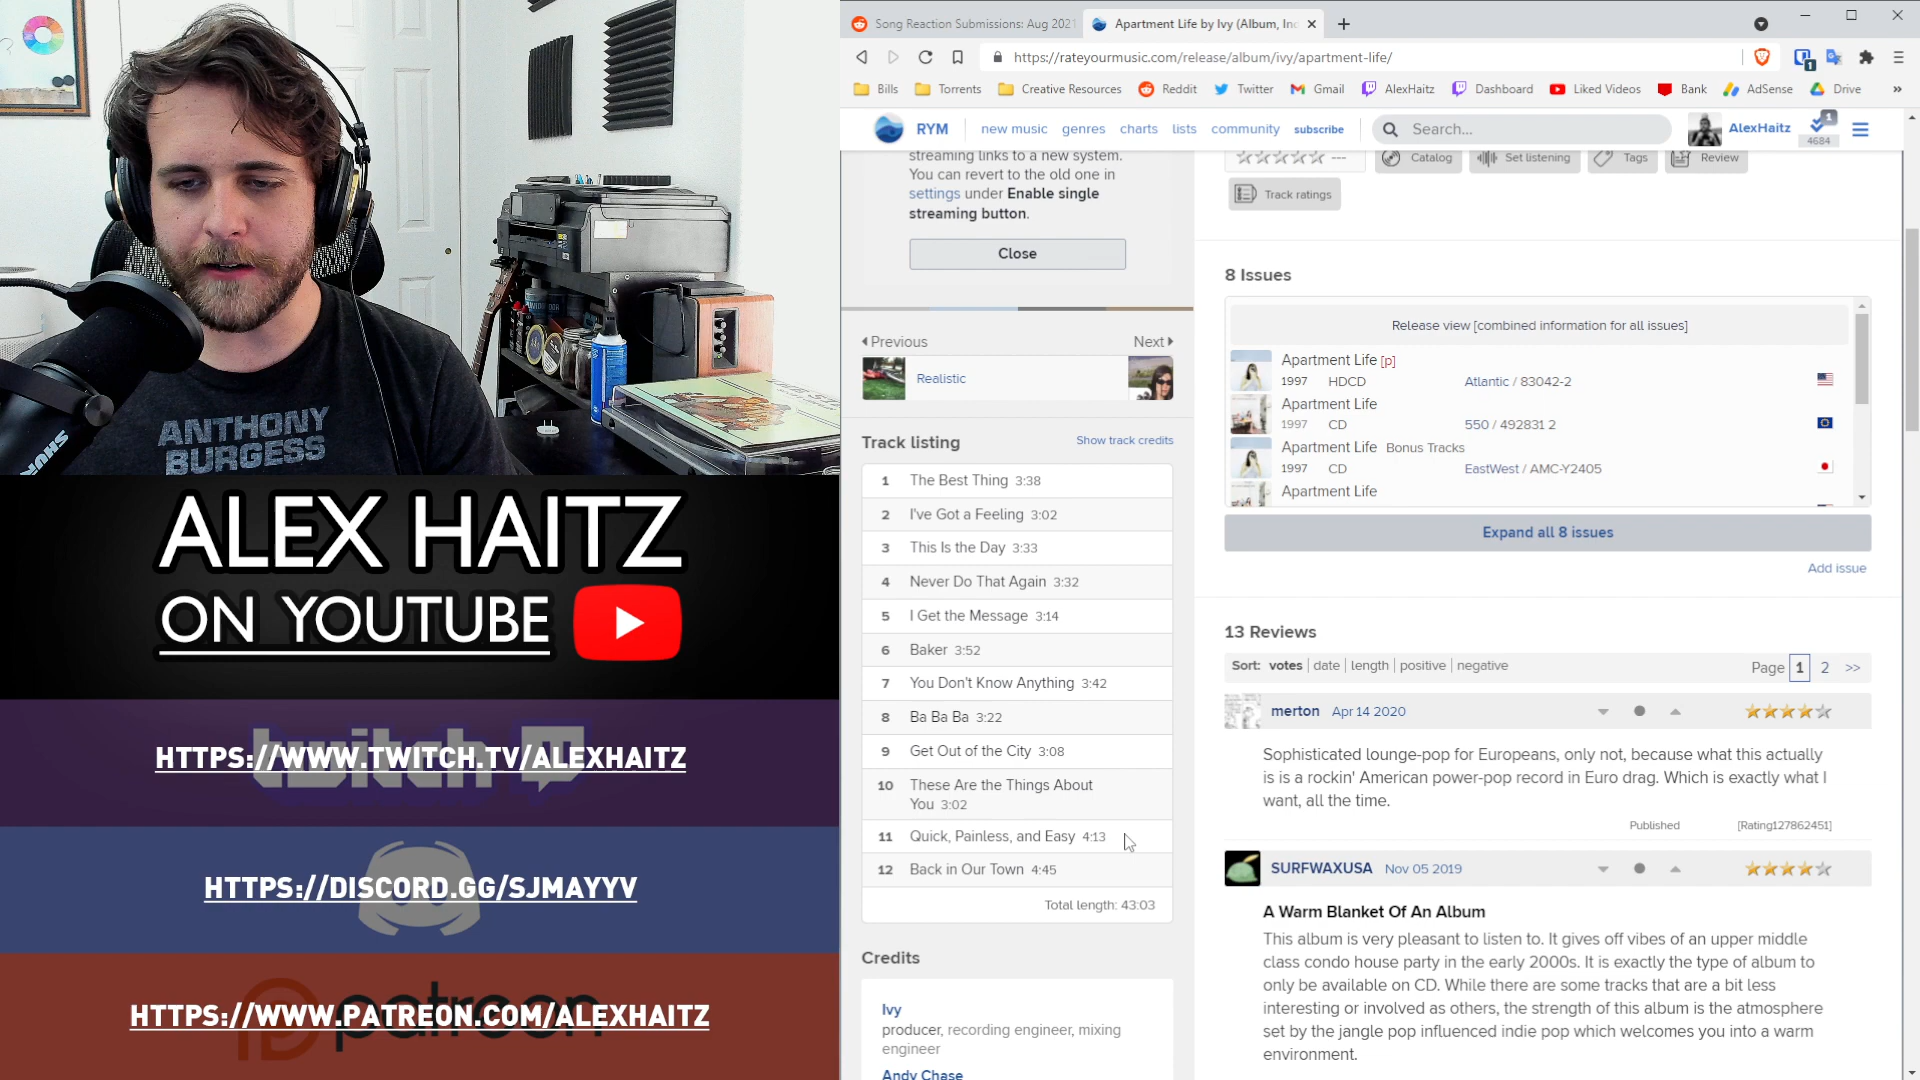 ANTHONY
BURGESS
SHURE
ALEX HAITZ
ON YOUTUBE
twitch
HTTPS://WWW.TWITCH.TV/ALEXHAITZ
HTTPS://DISCORD.GG/SJMAYYV
patreon
HTTPS://WWW.PATREON.COM/ALEXHAITZ
Song Reaction Submissions: Aug 2021
Apartment Life by Ivy (Album, Ind
https://rateyourmusic.com/release/album/ivy/apartment-life/
1
Bills Torrents Creative Resources Reddit Twitter Gmail AlexHaitz Dashboard Liked Videos Bank AdSense Drive »
RYM new music genres charts lists community subscribe Search... AlexHaitz 1 4684
streaming links to a new system.
You can revert to the old one in
settings under Enable single
streaming button.
Close
Previous Next
Realistic
Track listing Show track credits
1 The Best Thing 3:38
2 I've Got a Feeling 3:02
3 This Is the Day 3:33
4 Never Do That Again 3:32
5 I Get the Message 3:14
6 Baker 3:52
7 You Don't Know Anything 3:42
8 Ba Ba Ba 3:22
9 Get Out of the City 3:08
10 These Are the Things About
You 3:02
11 Quick, Painless, and Easy 4:13
12 Back in Our Town 4:45
Total length: 43:03
Credits
Ivy
producer, recording engineer, mixing
engineer
Andy Chase
--- Catalog Set listening Tags Review
Track ratings
8 Issues
Release view [combined information for all issues]
Apartment Life [p]
1997 HDCD Atlantic / 83042-2
Apartment Life
1997 CD 550 / 492831 2
Apartment Life Bonus Tracks
1997 CD EastWest / AMC-Y2405
Apartment Life
Expand all 8 issues
Add issue
13 Reviews
Sort: votes | date | length | positive | negative Page 1 2 >>
merton Apr 14 2020
Sophisticated lounge-pop for Europeans, only not, because what this actually
is is a rockin' American power-pop record in Euro drag. Which is exactly what I
want, all the time.
Published [Rating127862451]
SURFWAXUSA Nov 05 2019
A Warm Blanket Of An Album
This album is very pleasant to listen to. It gives off vibes of an upper middle
class condo house party in the early 2000s. It is exactly the type of album to
only be available on CD. While there are some tracks that are a bit less
interesting or involved as others, the strength of this album is the atmosphere
set by the jangle pop influenced indie pop which welcomes you into a warm
environment.